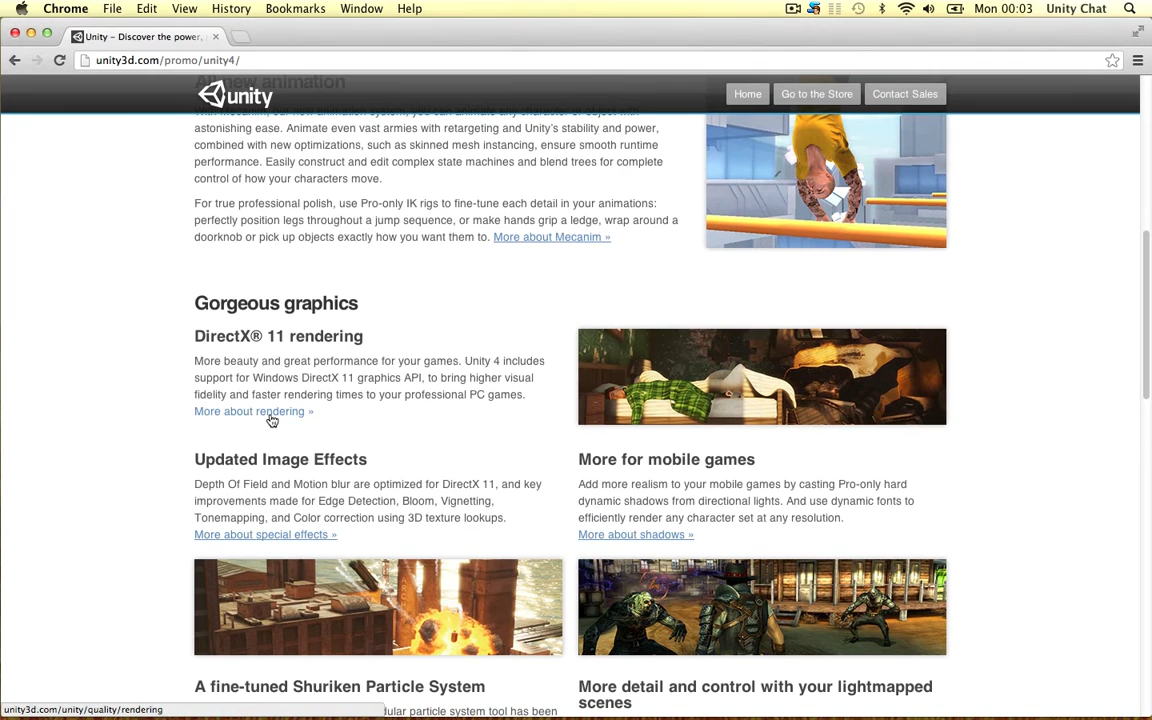 Chrome File Edit View History Bookmarks Window Help Mon 00:03 Unity Chat
Unity – Discover the power,
unity3d.com/promo/unity4/
All new animation
unity Home Go to the Store Contact Sales
astonishing ease. Animate even vast armies with retargeting and Unity's stability and power,
combined with new optimizations, such as skinned mesh instancing, ensure smooth runtime
performance. Easily construct and edit complex state machines and blend trees for complete
control of how your characters move.
For true professional polish, use Pro-only IK rigs to fine-tune each detail in your animations:
perfectly position legs throughout a jump sequence, or make hands grip a ledge, wrap around a
doorknob or pick up objects exactly how you want them to. More about Mecanim »
Gorgeous graphics
DirectX® 11 rendering
More beauty and great performance for your games. Unity 4 includes
support for Windows DirectX 11 graphics API, to bring higher visual
fidelity and faster rendering times to your professional PC games.
More about rendering »
Updated Image Effects
Depth Of Field and Motion blur are optimized for DirectX 11, and key
improvements made for Edge Detection, Bloom, Vignetting,
Tonemapping, and Color correction using 3D texture lookups.
More about special effects »
More for mobile games
Add more realism to your mobile games by casting Pro-only hard
dynamic shadows from directional lights. And use dynamic fonts to
efficiently render any character set at any resolution.
More about shadows »
A fine-tuned Shuriken Particle System
dular particle system tool has been
More detail and control with your lightmapped
scenes
unity3d.com/unity/quality/rendering